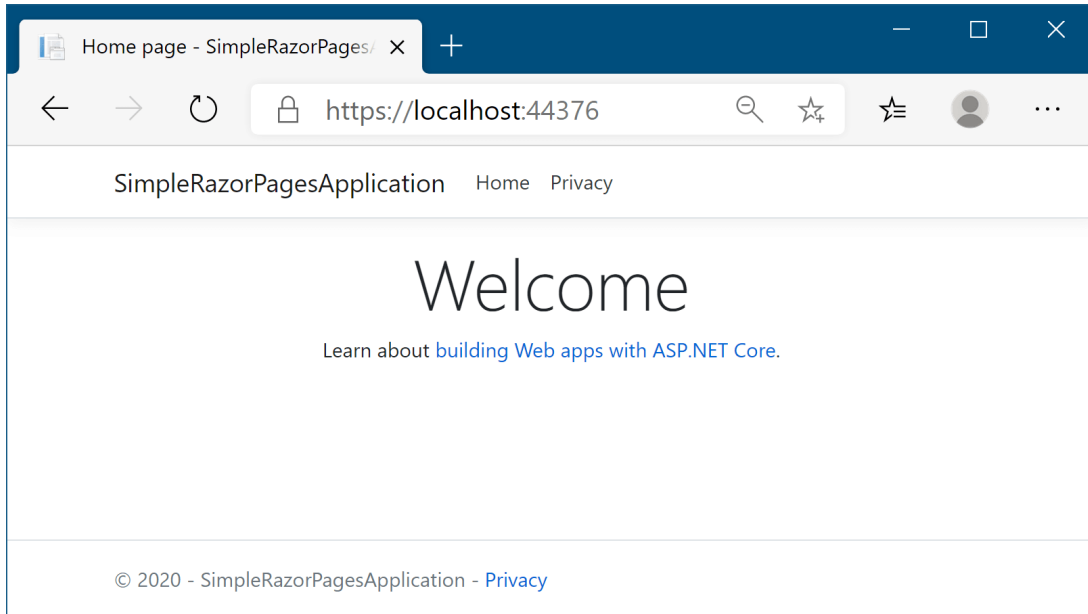 Home page - SimpleRazorPages
https://localhost:44376
SimpleRazorPagesApplication Home Privacy
Welcome
Learn about building Web apps with ASP.NET Core.
© 2020 - SimpleRazorPagesApplication - Privacy